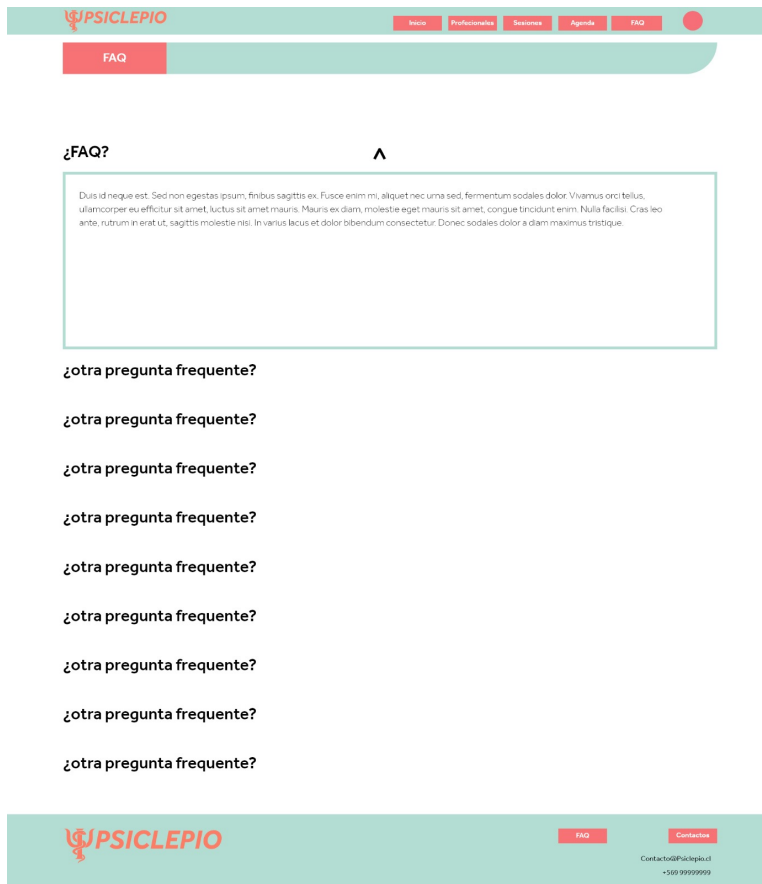 PSICLEPIO
Inicio
Profecionales
Sesiones
Agenda
FAQ
FAQ
¿FAQ?
Duis id neque est. Sed non egestas ipsum, finibus sagittis ex. Fusce enim mi, aliquet nec urna sed, fermentum sodales dolor. Vivamus orci tellus,
ullamcorper eu efficitur sit amet, luctus sit amet mauris. Mauris ex diam, molestie eget mauris sit amet, congue tincidunt enim. Nulla facilisi. Cras leo
ante, rutrum in erat ut, sagittis molestie nisi. In varius lacus et dolor bibendum consectetur. Donec sodales dolor a diam maximus tristique.
¿otra pregunta frequente?
¿otra pregunta frequente?
¿otra pregunta frequente?
¿otra pregunta frequente?
¿otra pregunta frequente?
¿otra pregunta frequente?
¿otra pregunta frequente?
¿otra pregunta frequente?
¿otra pregunta frequente?
PSICLEPIO
FAQ
Contactos
Contacto@Psiclepio.cl
+569 99999999